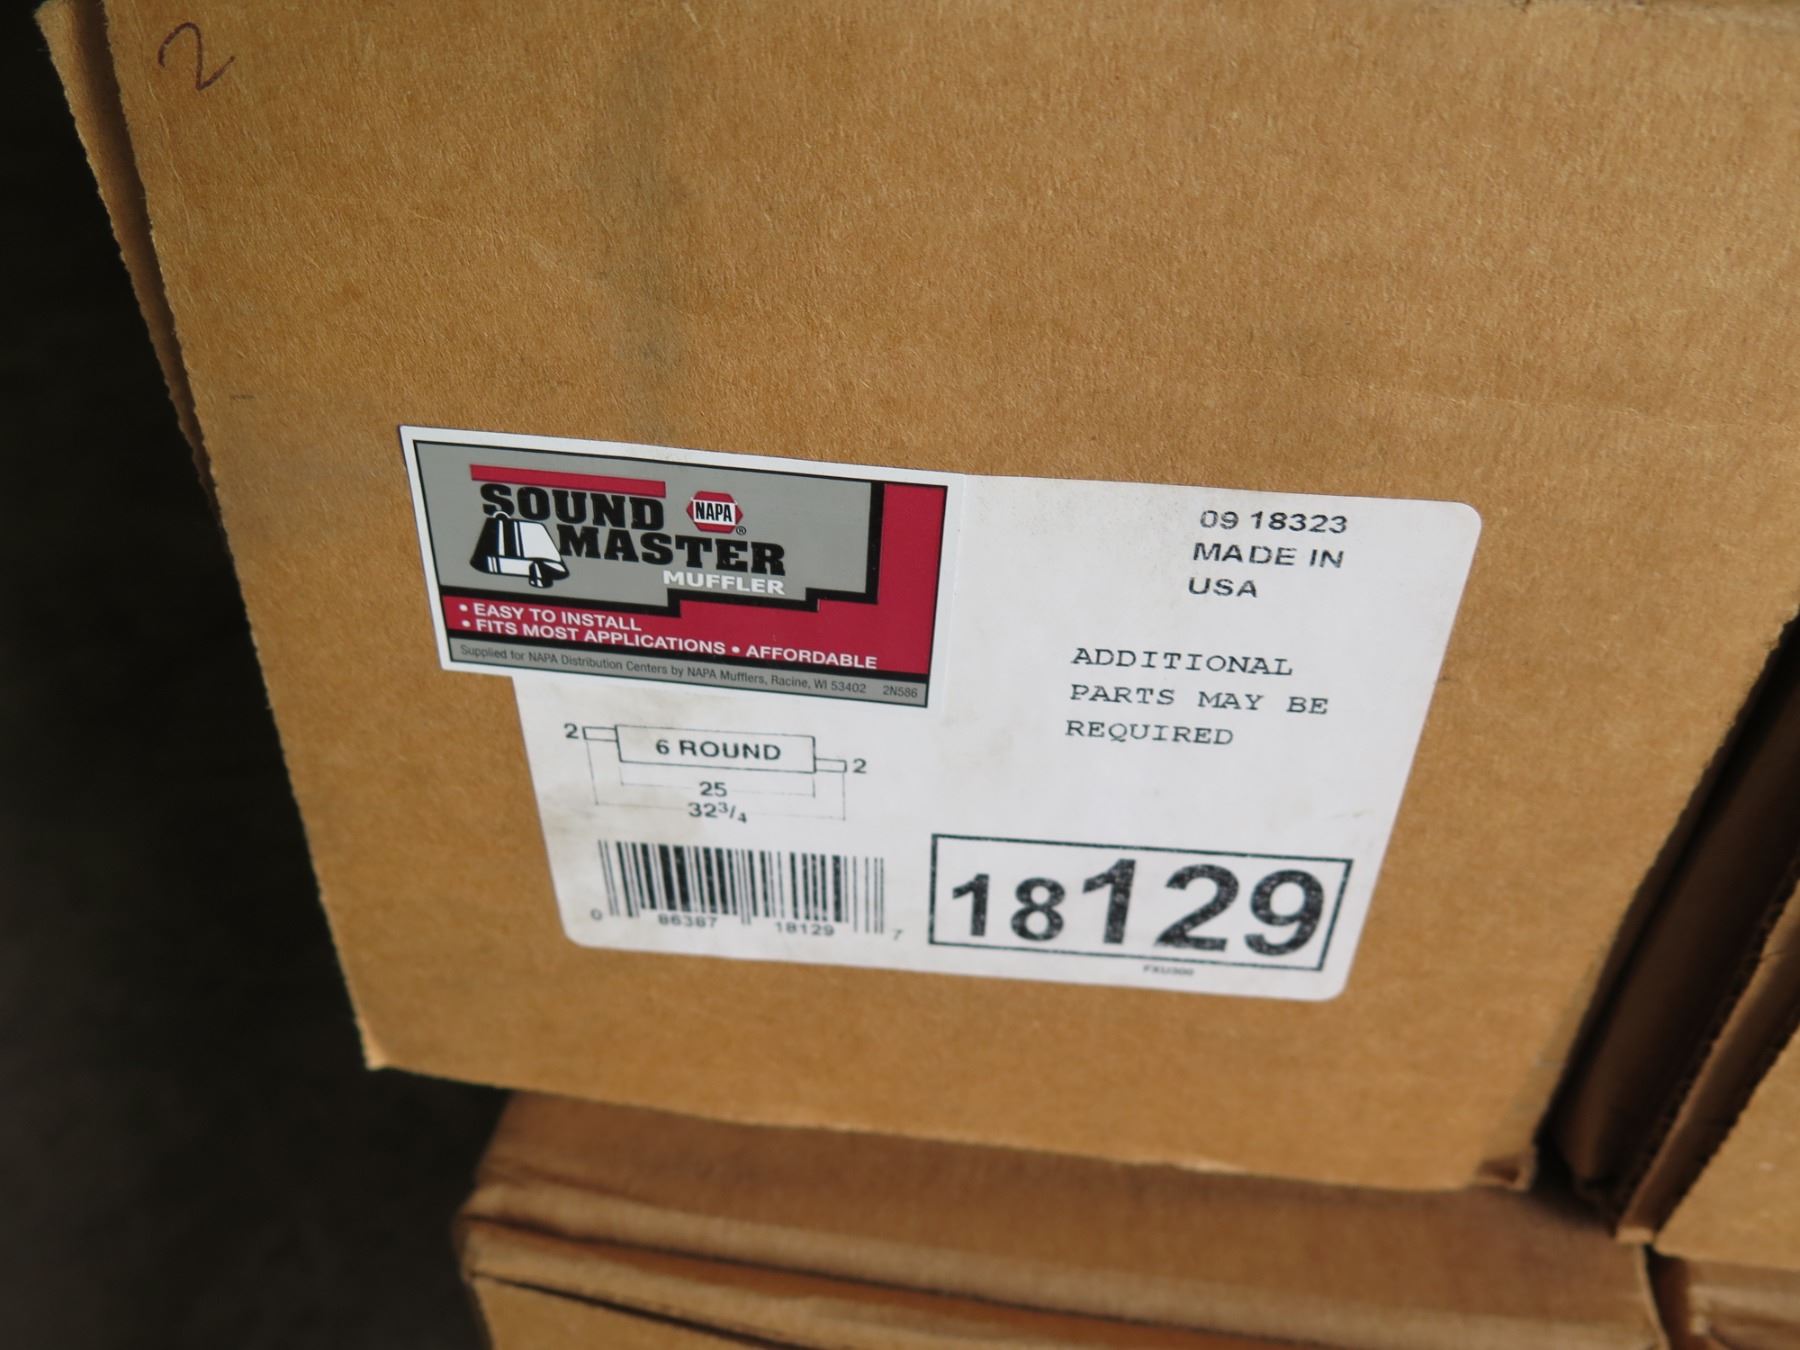 2
SOUND
NAPA
®
MASTER
MUFFLER
• EASY TO INSTALL
• FITS MOST APPLICATIONS • AFFORDABLE
Supplied for NAPA Distribution Centers by NAPA Mufflers, Racine, WI 53402 2N586
09 18323
MADE IN
USA
ADDITIONAL
PARTS MAY BE
REQUIRED
2 6 ROUND 2
25
32 3/4
0 86387 18129 7
18129